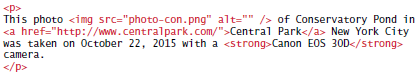 <p>
This photo <img src="photo-con.png" alt="" /> of Conservatory Pond in
<a href="http://www.centralpark.com/">Central Park</a> New York City
was taken on October 22, 2015 with a <strong>Canon EOS 30D</strong>
camera.
</p>